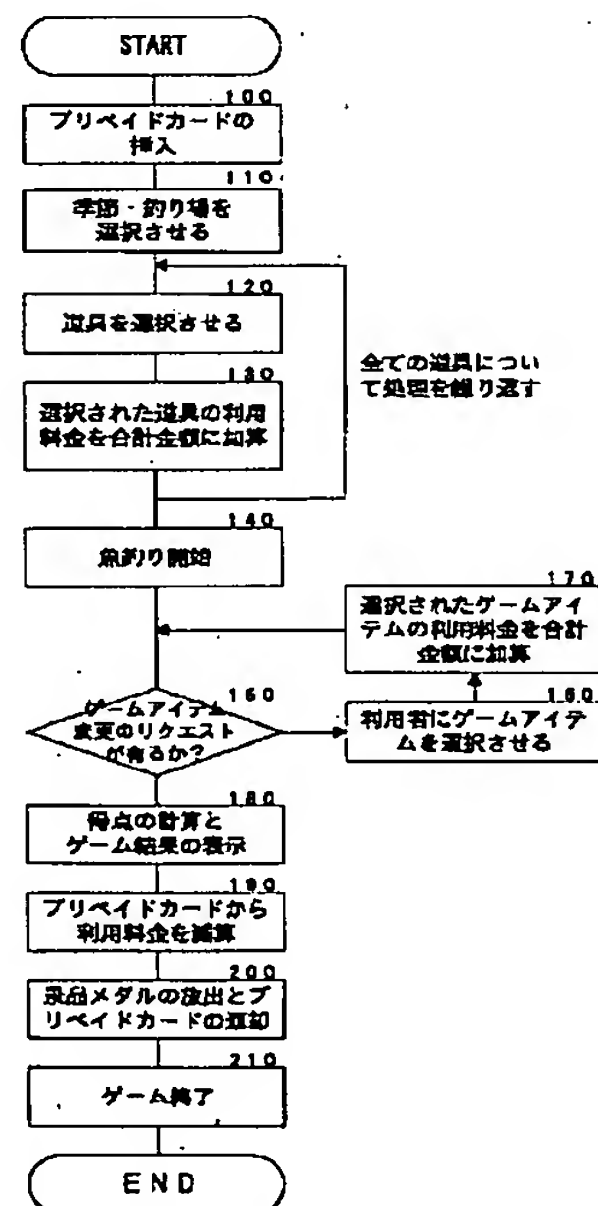 START
100
プリペイドカードの
挿入
110
季節・釣り場を
選択させる
120
道具を選択させる
130
選択された道具の利用
料金を合計金額に加算
全ての道具につい
て処理を繰り返す
140
魚釣り開始
170
選択されたゲームアイ
テムの利用料金を合計
金額に加算
160
利用者にゲームアイテ
ムを選択させる
ゲームアイテム
変更のリクエスト
が有るか?
180
得点の計算と
ゲーム結果の表示
190
プリペイドカードから
利用料金を減算
200
景品メダルの放出とプ
リペイドカードの返却
210
ゲーム終了
END